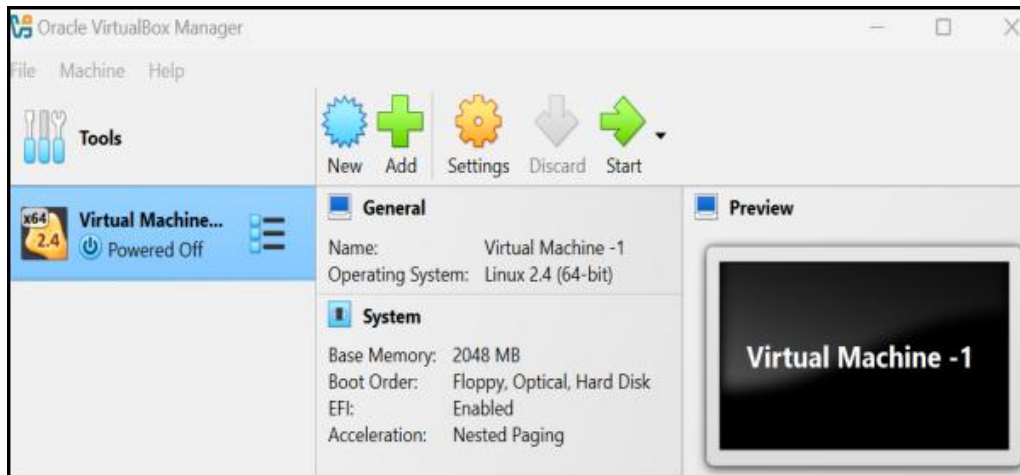 Oracle VirtualBox Manager
File Machine Help
Tools
New Add Settings Discard Start
x64
2.4
Virtual Machine...
Powered Off
General
Name: Virtual Machine -1
Operating System: Linux 2.4 (64-bit)
System
Base Memory: 2048 MB
Boot Order: Floppy, Optical, Hard Disk
EFI: Enabled
Acceleration: Nested Paging
Preview
Virtual Machine -1